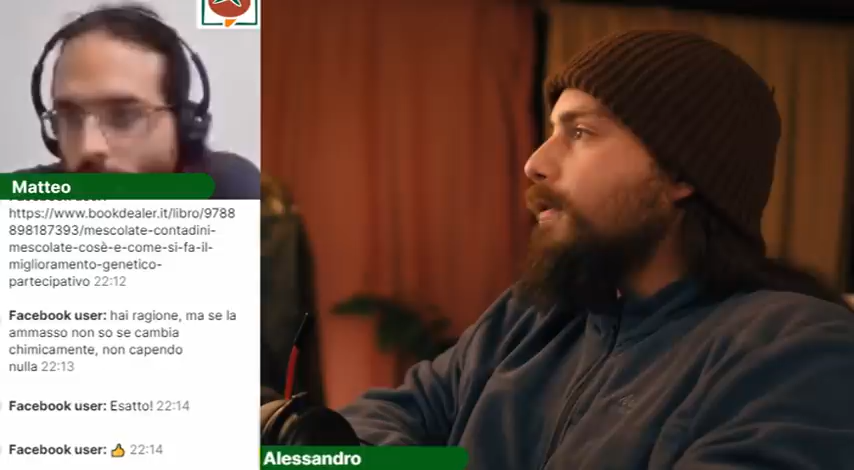 Matteo
https://www.bookdealer.it/libro/9788
898187393/mescolate-contadini-
mescolate-cosè-e-come-si-fa-il-
miglioramento-genetico-
partecipativo 22:12
Facebook user: hai ragione, ma se la
ammasso non so se cambia
chimicamente, non capendo
nulla 22:13
Facebook user: Esatto! 22:14
Facebook user: 👍 22:14
Alessandro